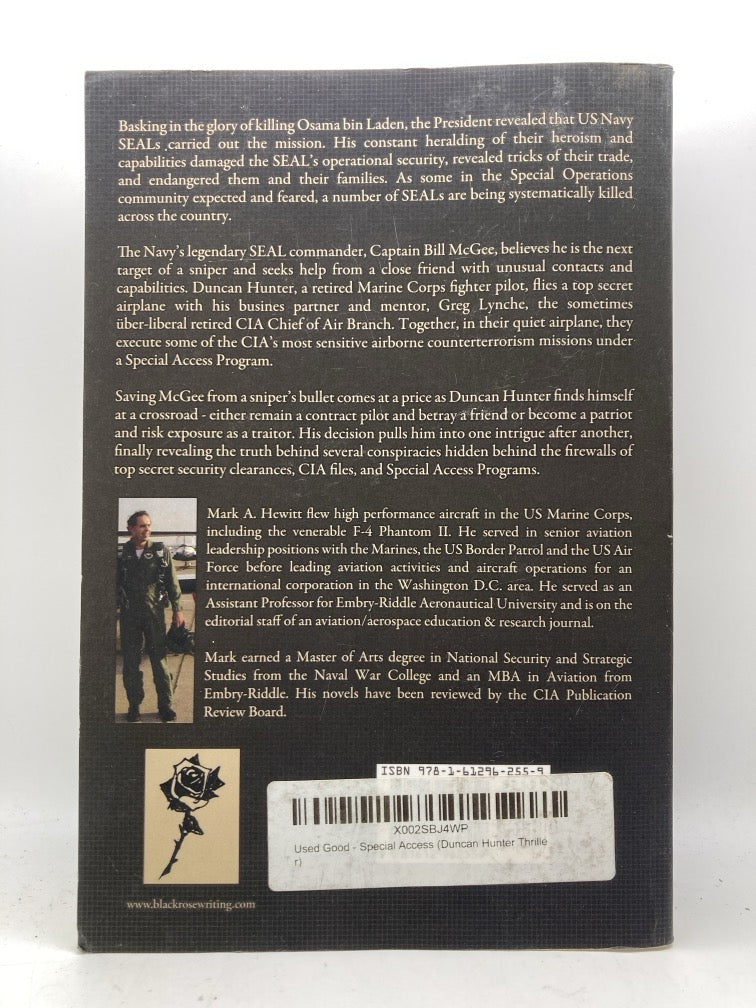 Basking in the glory of killing Osama bin Laden, the President revealed that US Navy
SEALs carried out the mission. His constant heralding of their heroism and
capabilities damaged the SEAL's operational security, revealed tricks of their trade,
and endangered them and their families. As some in the Special Operations
community expected and feared, a number of SEALs are being systematically killed
across the country.
The Navy's legendary SEAL commander, Captain Bill McGee, believes he is the next
target of a sniper and seeks help from a close friend with unusual contacts and
capabilities. Duncan Hunter, a retired Marine Corps fighter pilot, flies a top secret
airplane with his busines partner and mentor, Greg Lynche, the sometimes
über-liberal retired CIA Chief of Air Branch. Together, in their quiet airplane, they
execute some of the CIA's most sensitive airborne counterterrorism missions under
a Special Access Program.
Saving McGee from a sniper's bullet comes at a price as Duncan Hunter finds himself
at a crossroad - either remain a contract pilot and betray a friend or become a patriot
and risk exposure as a traitor. His decision pulls him into one intrigue after another,
finally revealing the truth behind several conspiracies hidden behind the firewalls of
top secret security clearances, CIA files, and Special Access Programs.
Mark A. Hewitt flew high performance aircraft in the US Marine Corps,
including the venerable F-4 Phantom II. He served in senior aviation
leadership positions with the Marines, the US Border Patrol and the US Air
Force before leading aviation activities and aircraft operations for an
international corporation in the Washington D.C. area. He served as an
Assistant Professor for Embry-Riddle Aeronautical University and is on the
editorial staff of an aviation/aerospace education & research journal.
Mark earned a Master of Arts degree in National Security and Strategic
Studies from the Naval War College and an MBA in Aviation from
Embry-Riddle. His novels have been reviewed by the CIA Publication
Review Board.
ISBN 978-1-61296-255-9
X002SBJ4WP
Used Good - Special Access (Duncan Hunter Thrille
r)
www.blackrosewriting.com